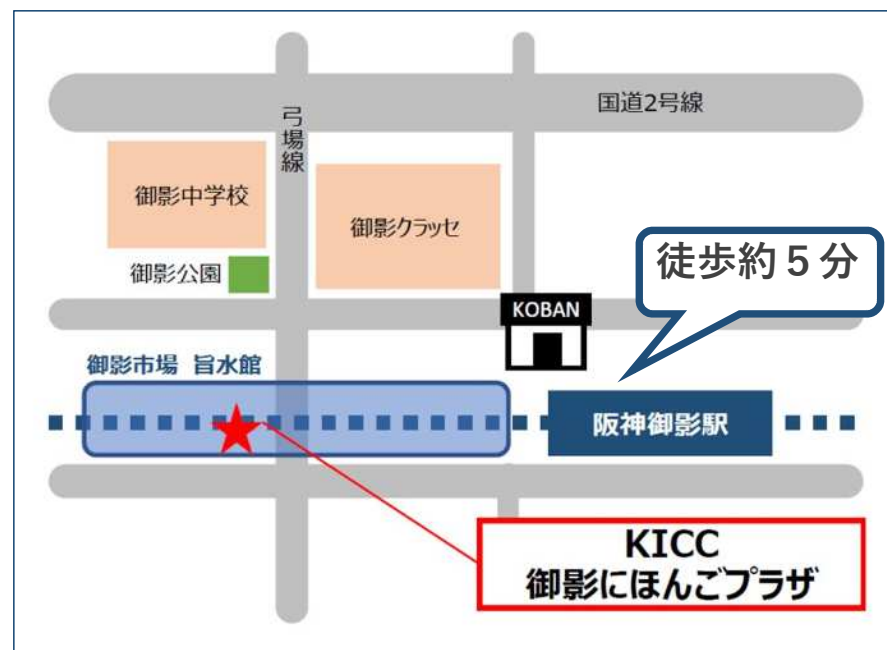 国道2号線
弓場線
御影中学校
御影クラッセ
御影公園
徒歩約５分
KOBAN
御影市場 旨水館
阪神御影駅
KICC
御影にほんごプラザ